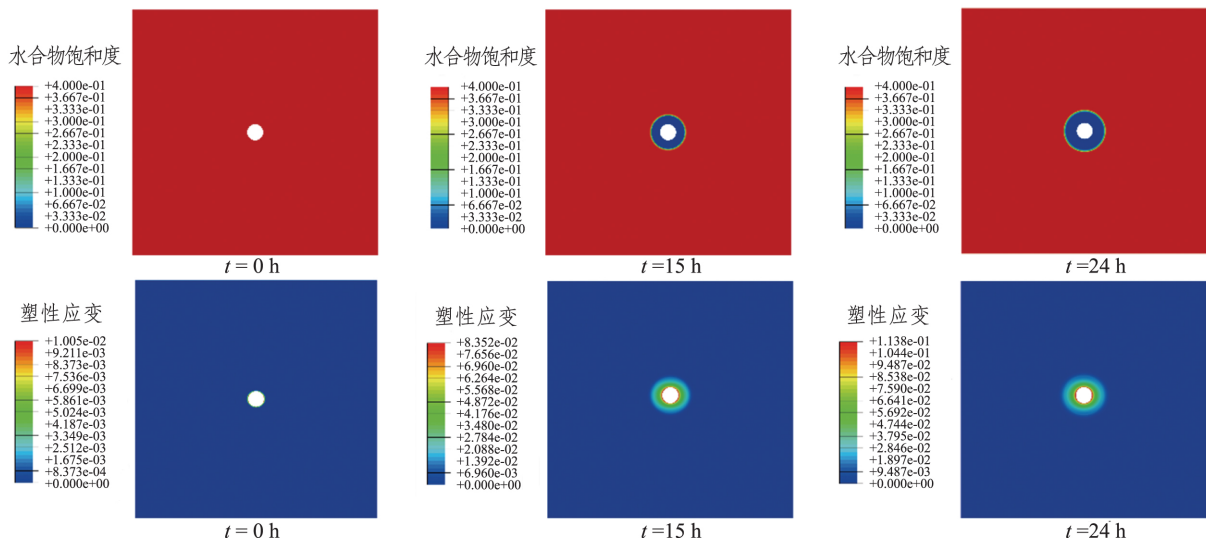 水合物饱和度
+4.000e-01
+3.667e-01
+3.333e-01
+3.000e-01
+2.667e-01
+2.333e-01
+2.000e-01
+1.667e-01
+1.333e-01
+1.000e-01
+6.667e-02
+3.333e-02
+0.000e+00
t = 0 h
水合物饱和度
+4.000e-01
+3.667e-01
+3.333e-01
+3.000e-01
+2.667e-01
+2.333e-01
+2.000e-01
+1.667e-01
+1.333e-01
+1.000e-01
+6.667e-02
+3.333e-02
+0.000e+00
t =15 h
水合物饱和度
+4.000e-01
+3.667e-01
+3.333e-01
+3.000e-01
+2.667e-01
+2.333e-01
+2.000e-01
+1.667e-01
+1.333e-01
+1.000e-01
+6.667e-02
+3.333e-02
+0.000e+00
t =24 h
塑性应变
+1.005e-02
+9.211e-03
+8.373e-03
+7.536e-03
+6.699e-03
+5.861e-03
+5.024e-03
+4.187e-03
+3.349e-03
+2.512e-03
+1.675e-03
+8.373e-04
+0.000e+00
t = 0 h
塑性应变
+8.352e-02
+7.656e-02
+6.960e-02
+6.264e-02
+5.568e-02
+4.872e-02
+4.176e-02
+3.480e-02
+2.784e-02
+2.088e-02
+1.392e-02
+6.960e-03
+0.000e+00
t =15 h
塑性应变
+1.138e-01
+1.044e-01
+9.487e-02
+8.538e-02
+7.590e-02
+6.641e-02
+5.692e-02
+4.744e-02
+3.795e-02
+2.846e-02
+1.897e-02
+9.487e-03
+0.000e+00
t =24 h